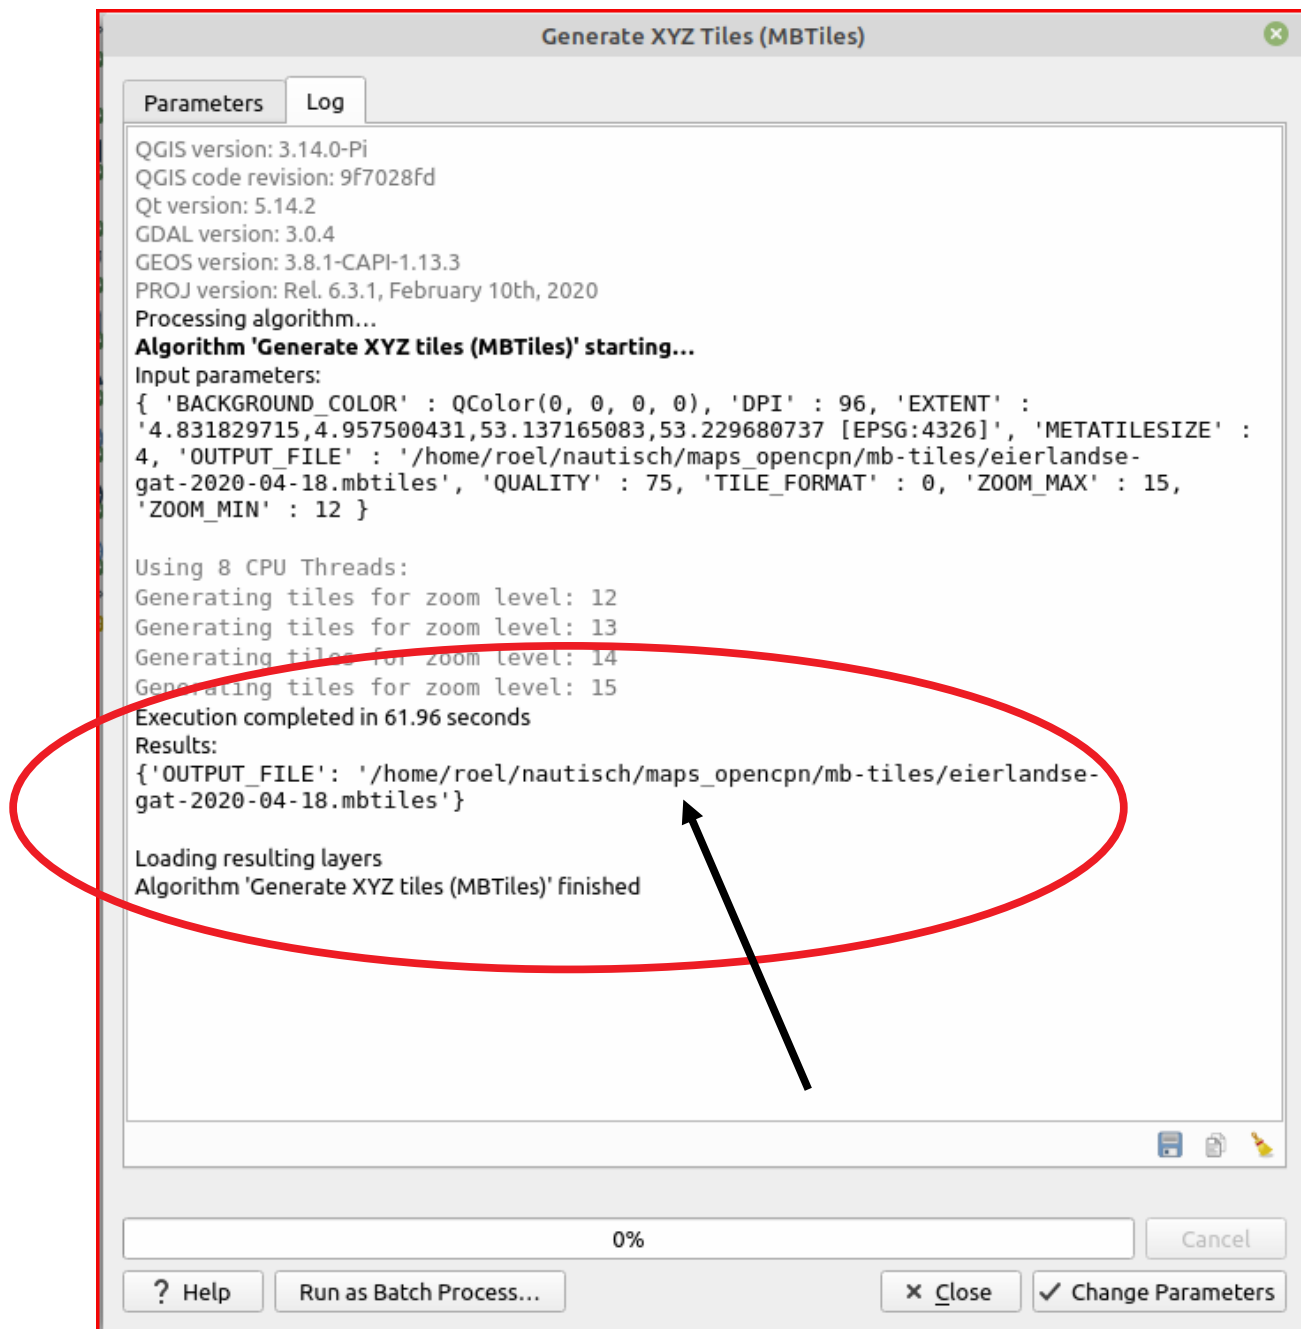 Generate XYZ Tiles (MBTiles)
Parameters Log
QGIS version: 3.14.0-Pi
QGIS code revision: 9f7028fd
Qt version: 5.14.2
GDAL version: 3.0.4
GEOS version: 3.8.1-CAPI-1.13.3
PROJ version: Rel. 6.3.1, February 10th, 2020
Processing algorithm…
Algorithm 'Generate XYZ tiles (MBTiles)' starting…
Input parameters:
{ 'BACKGROUND_COLOR' : QColor(0, 0, 0, 0), 'DPI' : 96, 'EXTENT' :
'4.831829715,4.957500431,53.137165083,53.229680737 [EPSG:4326]', 'METATILESIZE' :
4, 'OUTPUT_FILE' : '/home/roel/nautisch/maps_opencpn/mb-tiles/eierlandse-
gat-2020-04-18.mbtiles', 'QUALITY' : 75, 'TILE_FORMAT' : 0, 'ZOOM_MAX' : 15,
'ZOOM_MIN' : 12 }
Using 8 CPU Threads:
Generating tiles for zoom level: 12
Generating tiles for zoom level: 13
Generating tiles for zoom level: 14
Generating tiles for zoom level: 15
Execution completed in 61.96 seconds
Results:
{'OUTPUT_FILE': '/home/roel/nautisch/maps_opencpn/mb-tiles/eierlandse-
gat-2020-04-18.mbtiles'}
Loading resulting layers
Algorithm 'Generate XYZ tiles (MBTiles)' finished
0% Cancel
? Help Run as Batch Process… Close Change Parameters